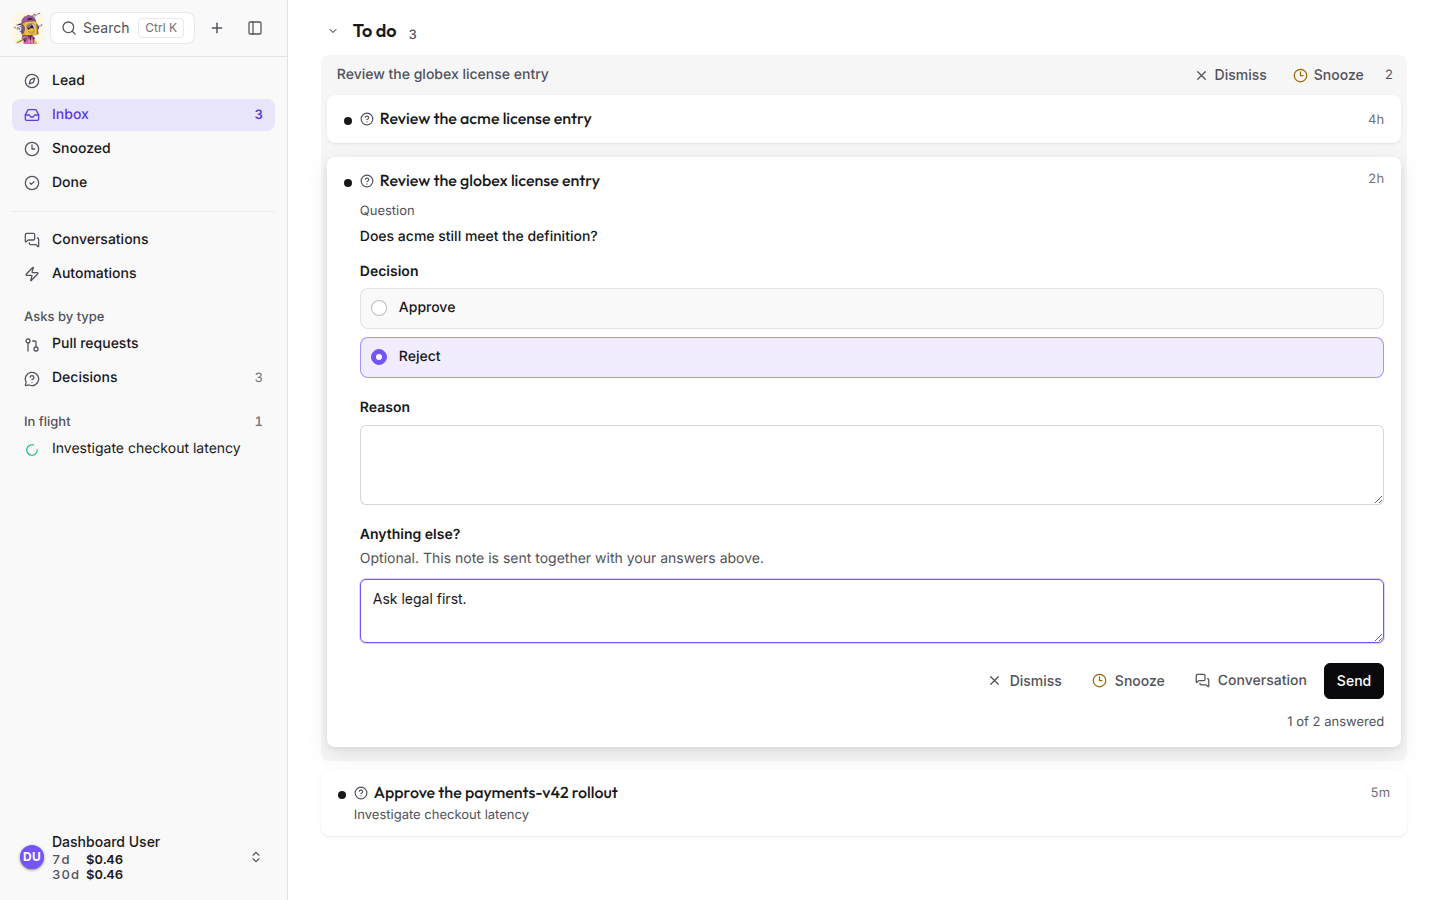 Search Ctrl K
Lead
Inbox 3
Snoozed
Done
Conversations
Automations
Asks by type
Pull requests
Decisions 3
In flight 1
Investigate checkout latency
DU Dashboard User
7d $0.46
30d $0.46
To do 3
Review the globex license entry Dismiss Snooze 2
Review the acme license entry 4h
Review the globex license entry 2h
Question
Does acme still meet the definition?
Decision
Approve
Reject
Reason
Anything else?
Optional. This note is sent together with your answers above.
Ask legal first.
Dismiss Snooze Conversation Send
1 of 2 answered
Approve the payments-v42 rollout 5m
Investigate checkout latency